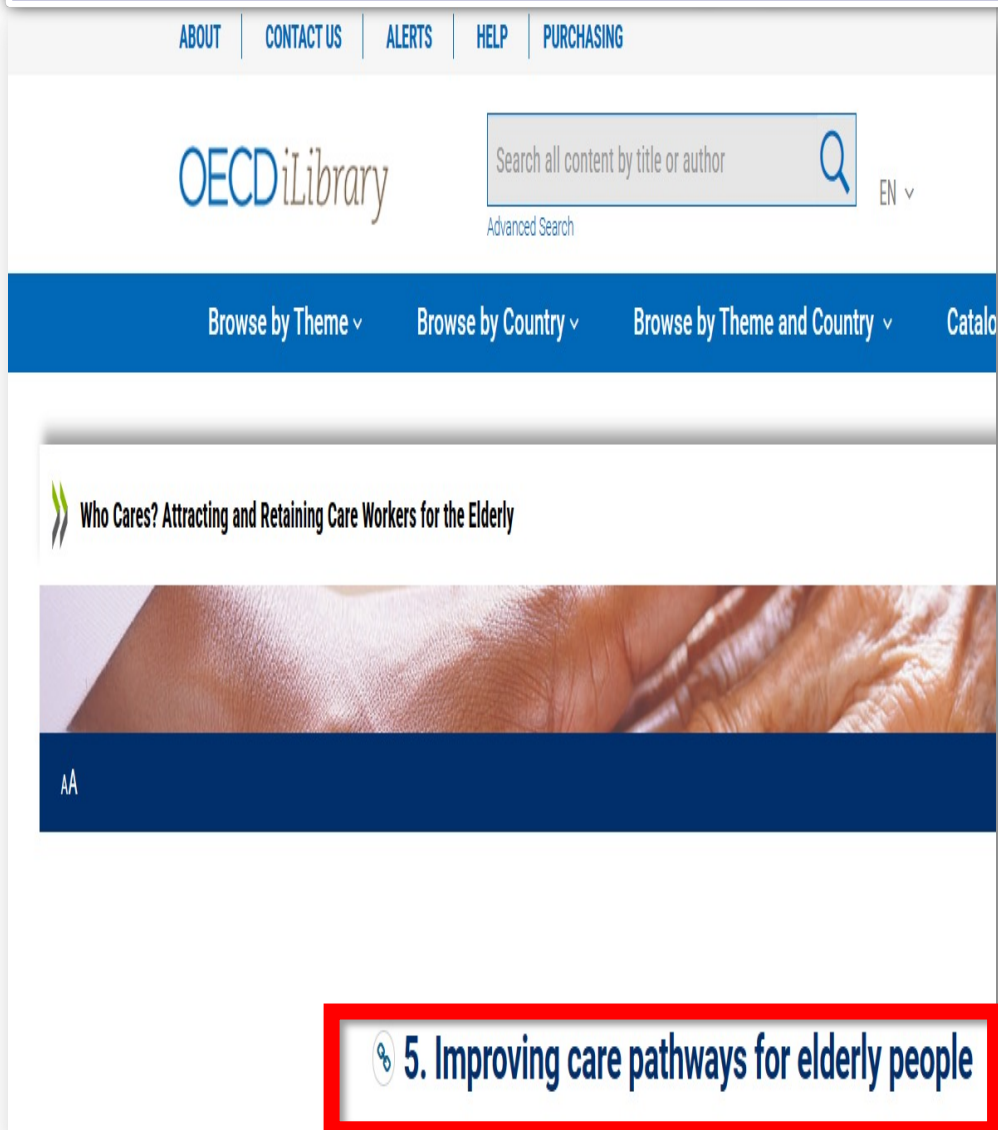 ABOUT CONTACT US ALERTS HELP PURCHASING
OECDiLibrary
Search all content by title or author
EN
Advanced Search
Browse by Theme Browse by Country Browse by Theme and Country Catalo
Who Cares? Attracting and Retaining Care Workers for the Elderly
AA
5. Improving care pathways for elderly people